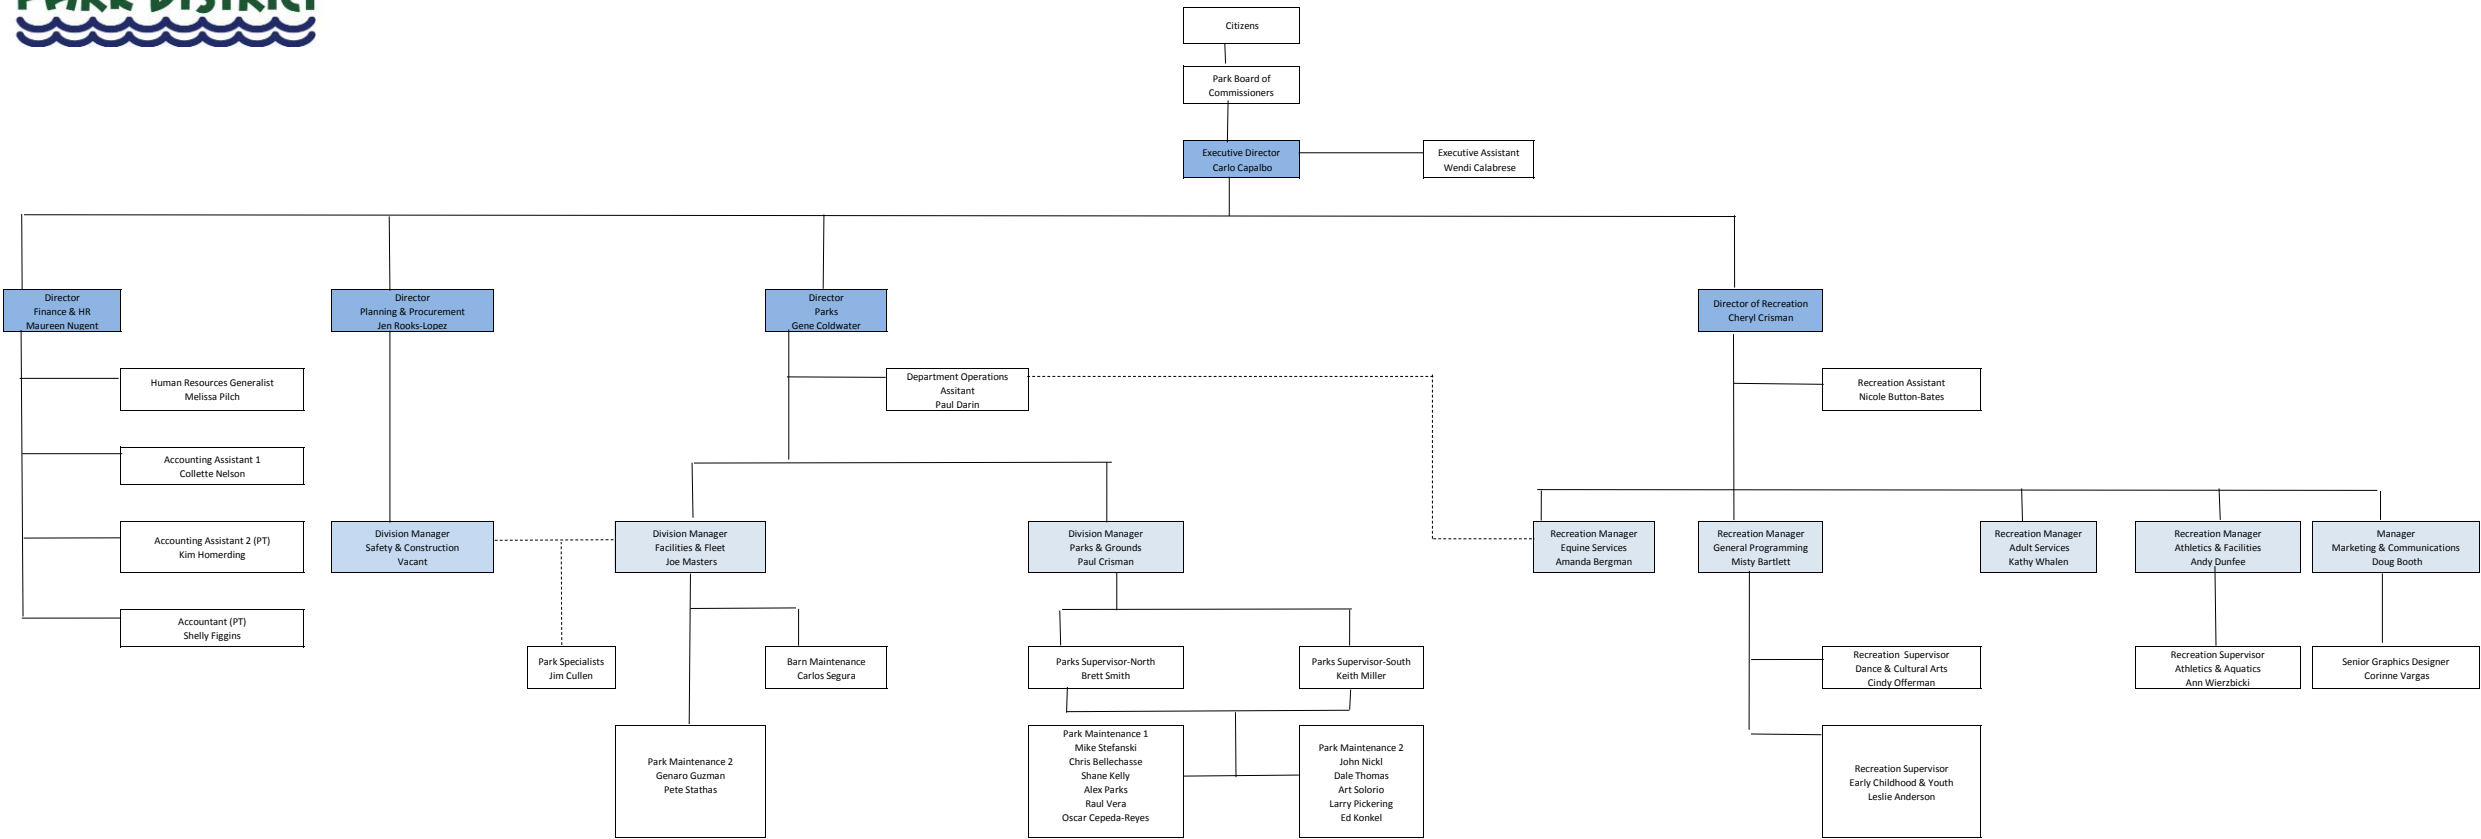 PARK DISTRICT
Citizens
Park Board of
Commissioners
Executive Director
Carlo Capalbo
Executive Assistant
Wendi Calabrese
Director
Finance & HR
Maureen Nugent
Director
Planning & Procurement
Jen Rooks-Lopez
Director
Parks
Gene Coldwater
Director of Recreation
Cheryl Crisman
Human Resources Generalist
Melissa Pilch
Department Operations
Assitant
Paul Darin
Recreation Assistant
Nicole Button-Bates
Accounting Assistant 1
Collette Nelson
Accounting Assistant 2 (PT)
Kim Homerding
Division Manager
Safety & Construction
Vacant
Division Manager
Facilities & Fleet
Joe Masters
Division Manager
Parks & Grounds
Paul Crisman
Recreation Manager
Equine Services
Amanda Bergman
Recreation Manager
General Programming
Misty Bartlett
Recreation Manager
Adult Services
Kathy Whalen
Recreation Manager
Athletics & Facilities
Andy Dunfee
Manager
Marketing & Communications
Doug Booth
Accountant (PT)
Shelly Figgins
Park Specialists
Jim Cullen
Barn Maintenance
Carlos Segura
Parks Supervisor-North
Brett Smith
Parks Supervisor-South
Keith Miller
Recreation  Supervisor
Dance & Cultural Arts
Cindy Offerman
Recreation Supervisor
Athletics & Aquatics
Ann Wierzbicki
Senior Graphics Designer
Corinne Vargas
Park Maintenance 2
Genaro Guzman
Pete Stathas
Park Maintenance 1
Mike Stefanski
Chris Bellechasse
Shane Kelly
Alex Parks
Raul Vera
Oscar Cepeda-Reyes
Park Maintenance 2
John Nickl
Dale Thomas
Art Solorio
Larry Pickering
Ed Konkel
Recreation Supervisor
Early Childhood & Youth
Leslie Anderson